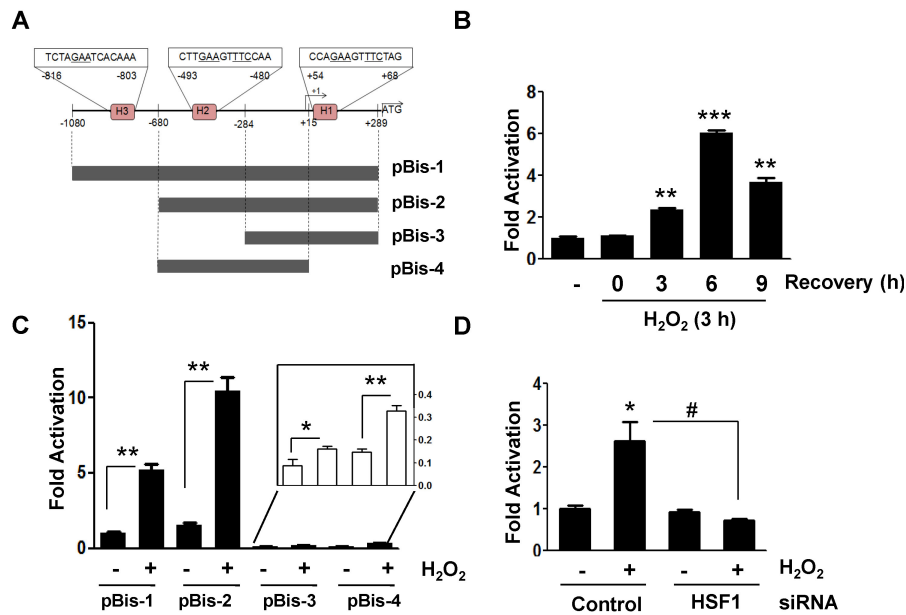 A
TCTAGAATCACAAA
CTTGAAGTTTCCAA
CCAGAAGTTTCTAG
-816 -803
-493 -480
+54 +68
+1
H3
H2
H1
ATG
-1080 -680 -284 +15 +289
pBis-1
pBis-2
pBis-3
pBis-4
B
Fold Activation
8
6
4
2
0
*** 
**
**
- 0 3 6 9 Recovery (h)
H2O2 (3 h)
C
Fold Activation
15
10
5
0
**
**
*
**
0.4
0.3
0.2
0.1
0.0
- + - + - + - + H2O2
pBis-1 pBis-2 pBis-3 pBis-4
D
Fold Activation
4
3
2
1
0
*
#
- + - + H2O2
Control HSF1 siRNA